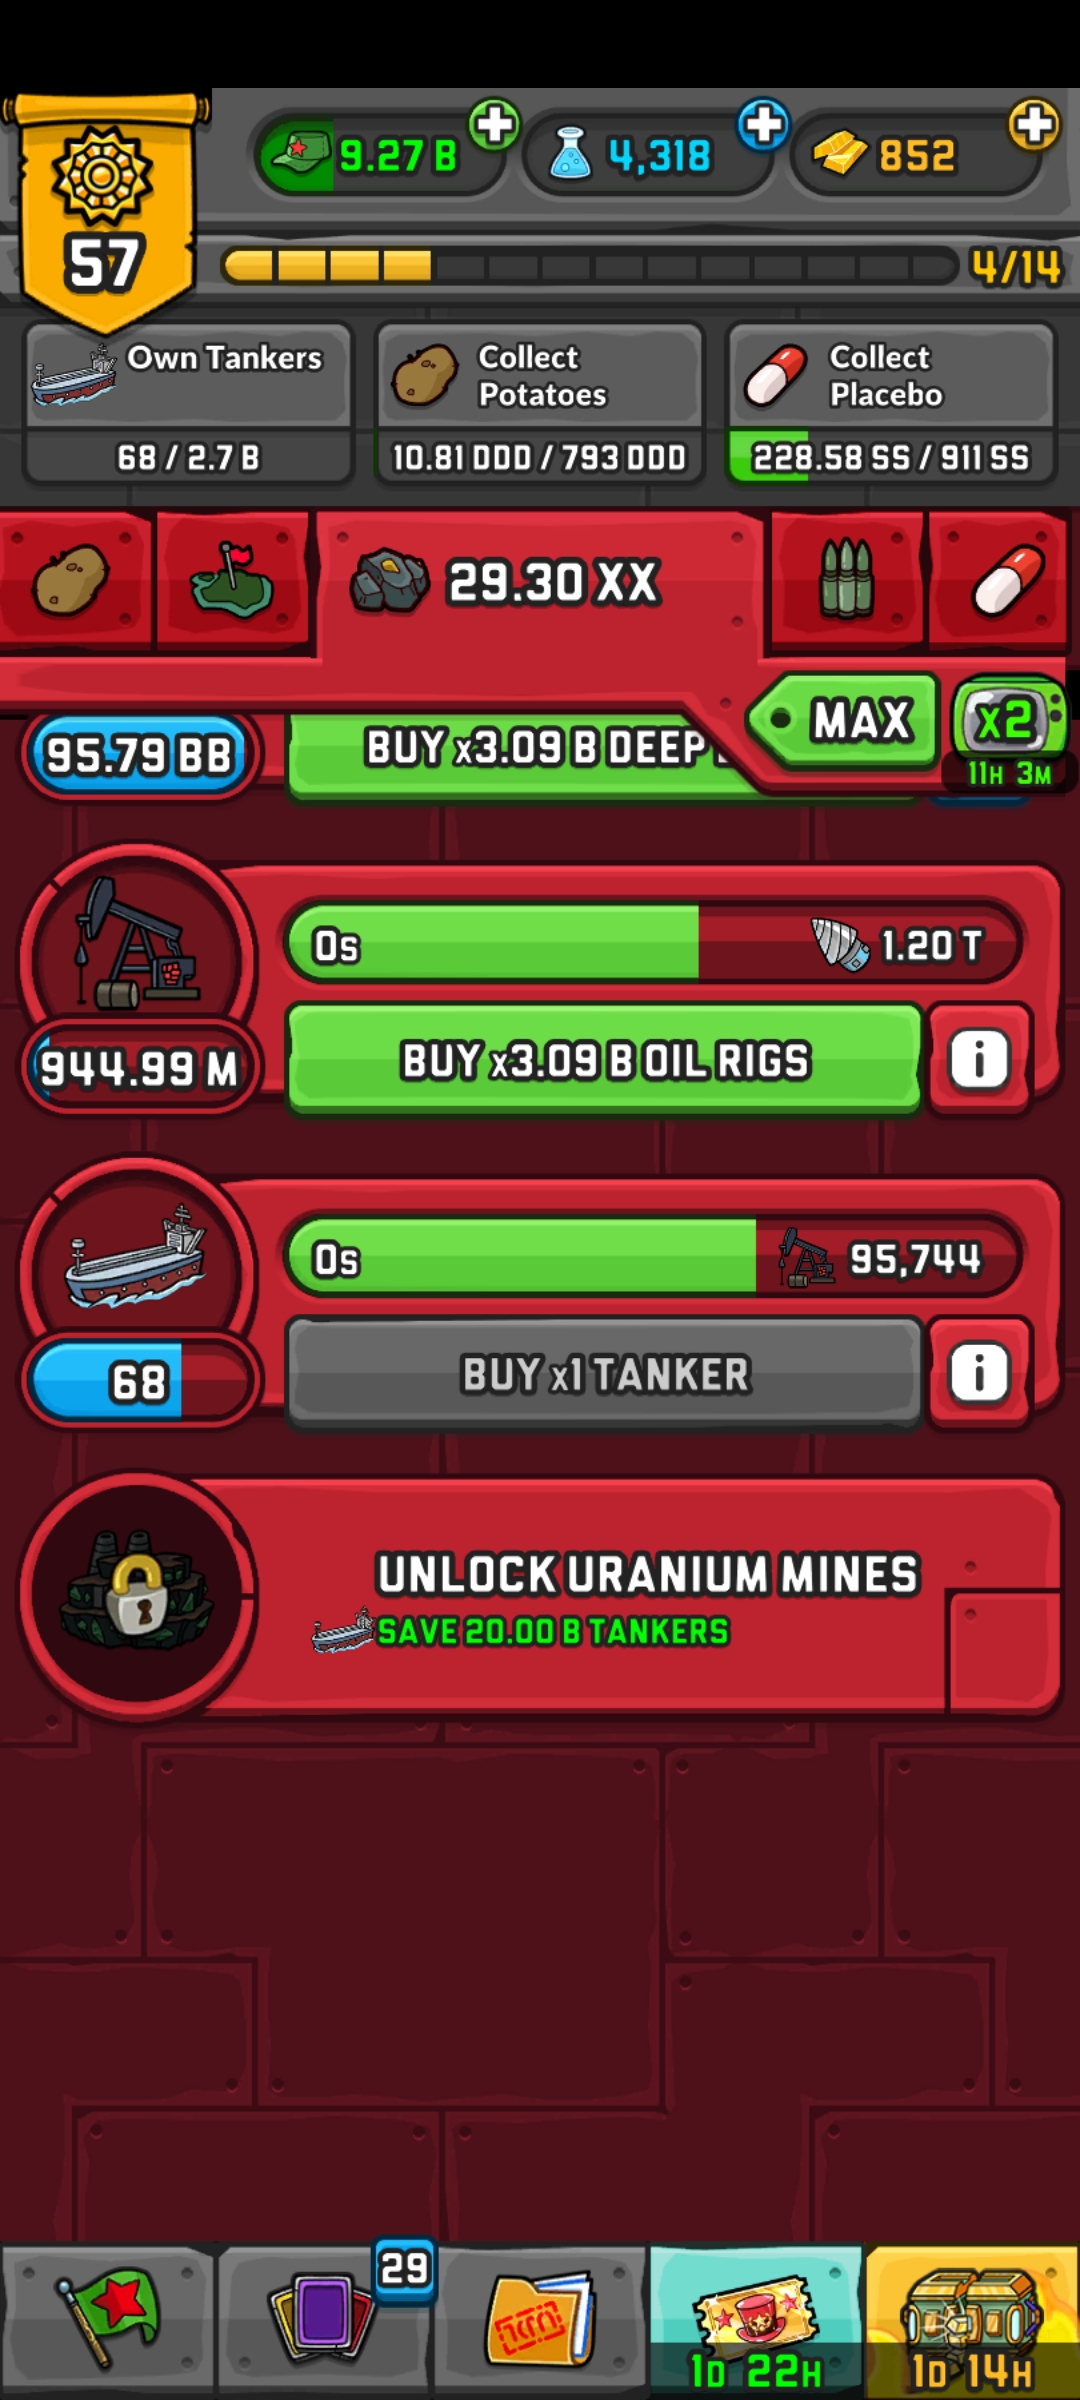 9.27 B
4,318
852
57
4/14
Own Tankers
68 / 2.7 B
Collect
Potatoes
10.81 DDD / 793 DDD
Collect
Placebo
228.58 SS / 911 SS
29.30 XX
MAX
x2
11H 3M
95.79 BB
BUY x3.09 B DEEP
0s
1.20 T
944.99 M
BUY x3.09 B OIL RIGS
i
0s
95,744
68
BUY x1 TANKER
i
UNLOCK URANIUM MINES
SAVE 20.00 B TANKERS
29
1D 22H
1D 14H